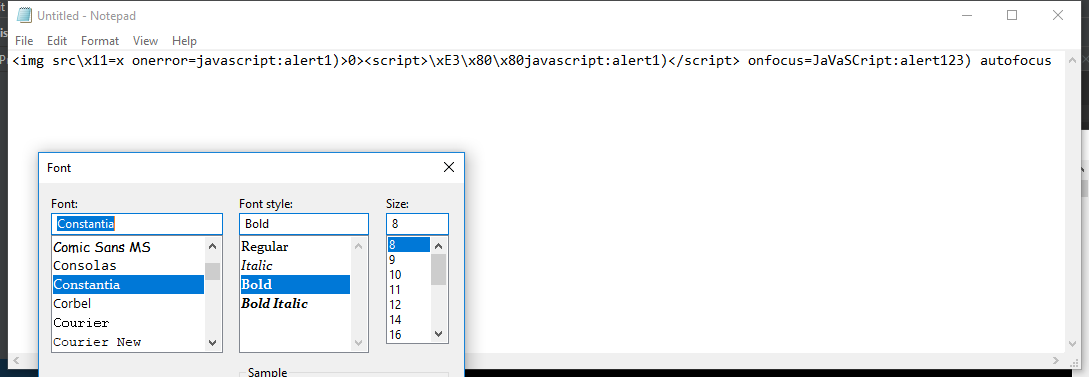 Untitled - Notepad
File Edit Format View Help
<img src\x11=x onerror=javascript:alert1)>0><script>\xE3\x80\x80javascript:alert1)</script> onfocus=JaVaSCript:alert123) autofocus
Font
Font: Font style: Size:
Constantia Bold 8
Comic Sans MS Regular 8
Consolas Italic 9
Constantia Bold 10
Corbel Bold Italic 11
Courier 12
Courier New 14
16
Sample